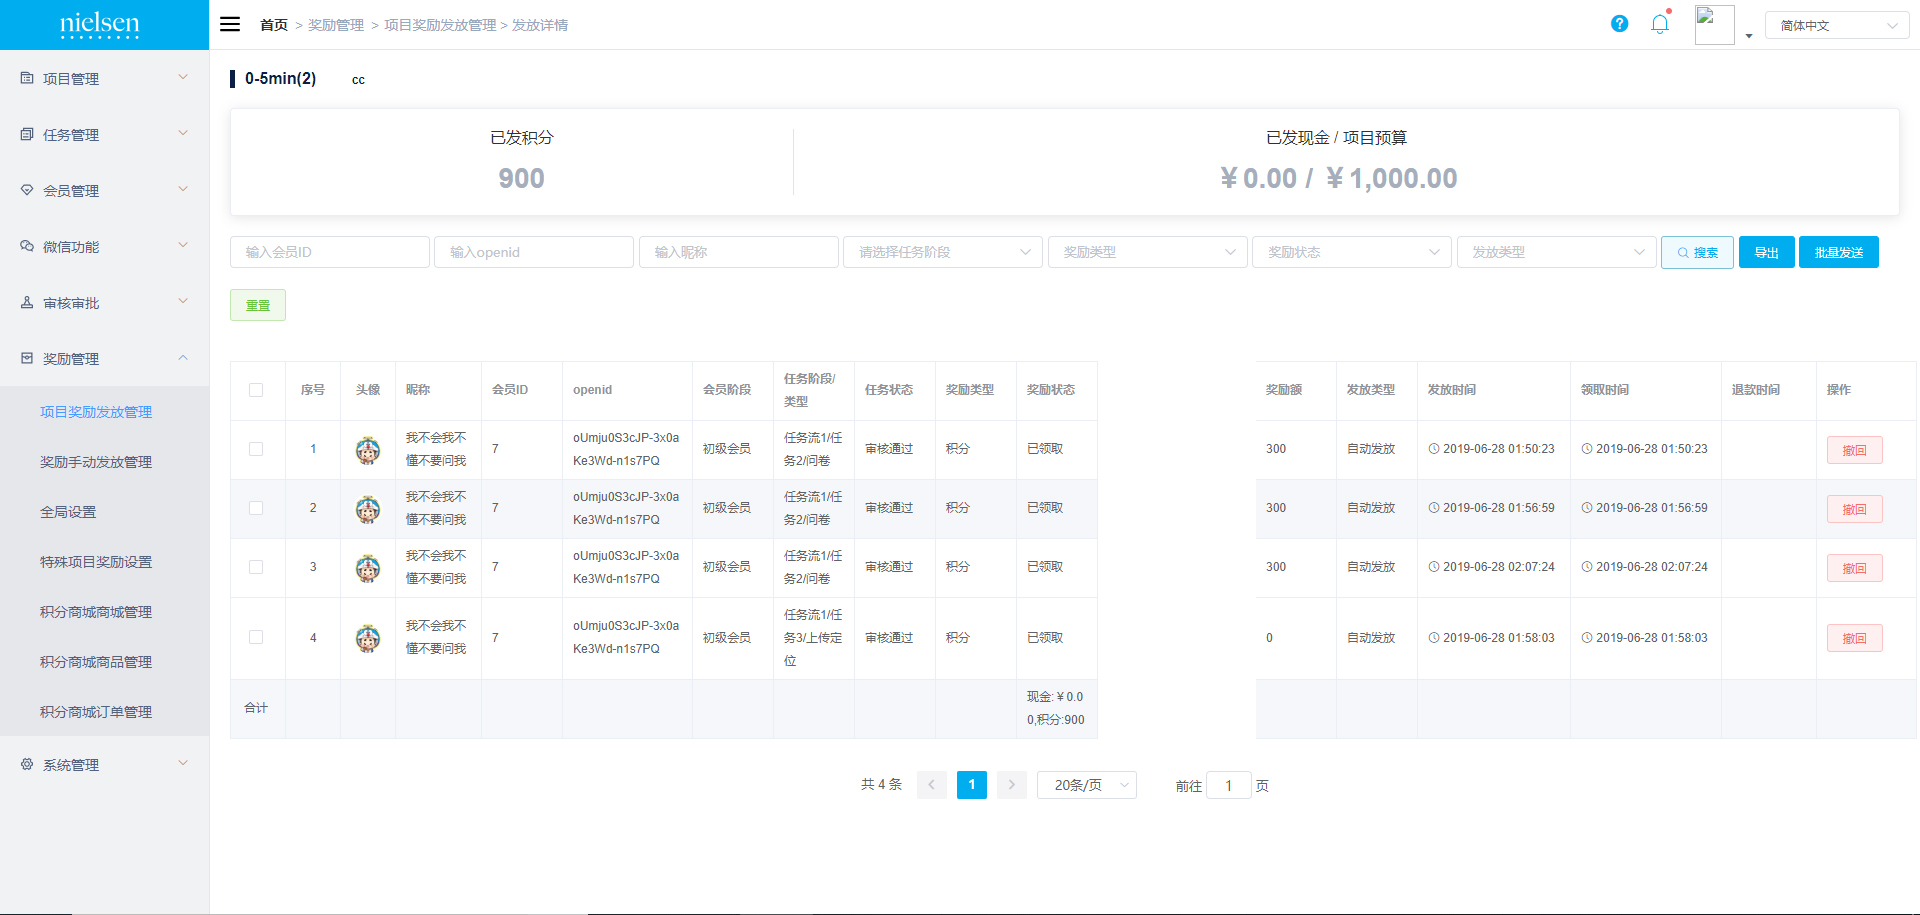 nielsen
首页 > 奖励管理 > 项目奖励发放管理 > 发放详情
简体中文
项目管理
任务管理
会员管理
微信功能
审核审批
奖励管理
项目奖励发放管理
奖励手动发放管理
全局设置
特殊项目奖励设置
积分商城商城管理
积分商城商品管理
积分商城订单管理
系统管理
0-5min(2) cc
已发积分
900
已发现金 / 项目预算
¥ 0.00 / ¥ 1,000.00
输入会员ID 输入openid 输入昵称 请选择任务阶段 奖励类型 奖励状态 发放类型 搜索 导出 批量发送
重置
序号 头像 昵称 会员ID openid 会员阶段 任务阶段/类型 任务状态 奖励类型 奖励状态 奖励额 发放类型 发放时间 领取时间 退款时间 操作
1 我不会我不懂不要问我 7 oUmju0S3cJP-3x0aKe3Wd-n1s7PQ 初级会员 任务流1/任务2/问卷 审核通过 积分 已领取 300 自动发放 2019-06-28 01:50:23 2019-06-28 01:50:23 撤回
2 我不会我不懂不要问我 7 oUmju0S3cJP-3x0aKe3Wd-n1s7PQ 初级会员 任务流1/任务2/问卷 审核通过 积分 已领取 300 自动发放 2019-06-28 01:56:59 2019-06-28 01:56:59 撤回
3 我不会我不懂不要问我 7 oUmju0S3cJP-3x0aKe3Wd-n1s7PQ 初级会员 任务流1/任务2/问卷 审核通过 积分 已领取 300 自动发放 2019-06-28 02:07:24 2019-06-28 02:07:24 撤回
4 我不会我不懂不要问我 7 oUmju0S3cJP-3x0aKe3Wd-n1s7PQ 初级会员 任务流1/任务3/上传定位 审核通过 积分 已领取 0 自动发放 2019-06-28 01:58:03 2019-06-28 01:58:03 撤回
合计 现金:¥0.00,积分:900
共 4 条 1 20条/页 前往 1 页